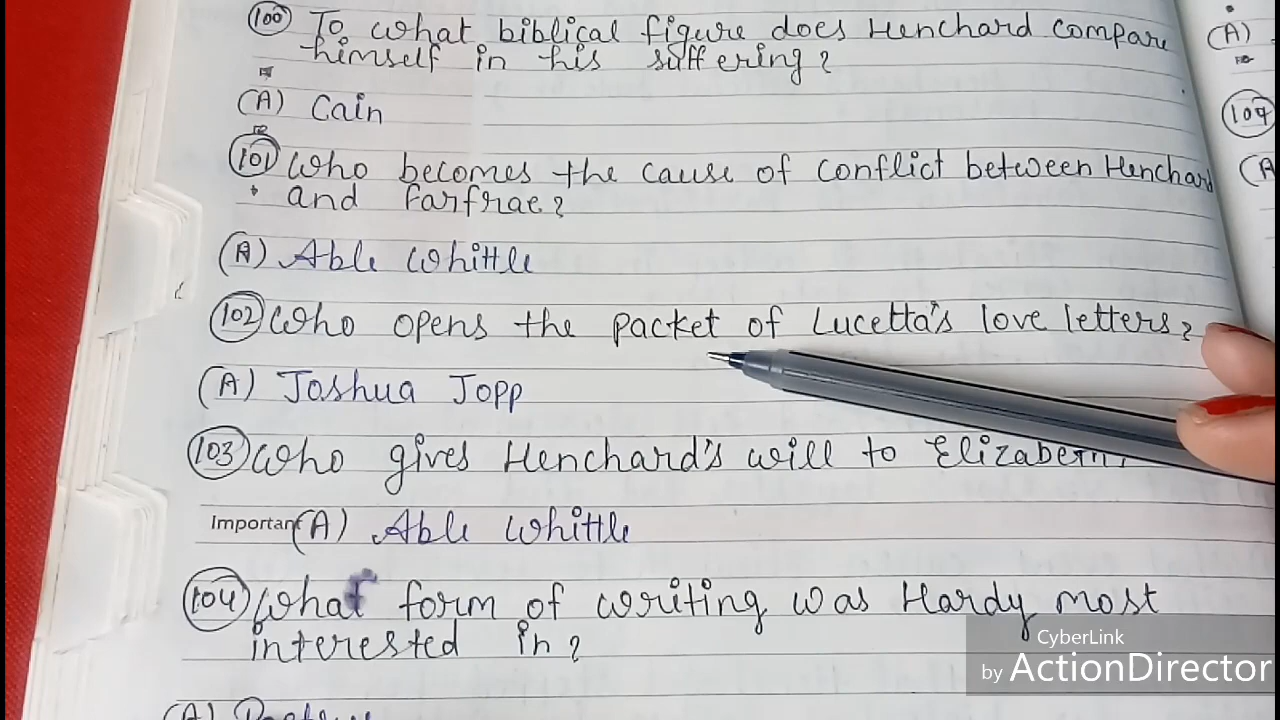 (100) To what biblical figure does Henchard compare
himself in his suffering?
(A) Cain
(101) Who becomes the cause of conflict between Henchard
and Farfrae?
(A) Able Whittle
(102) Who opens the packet of Lucetta's love letters?
(A) Joshua Jopp
(103) Who gives Henchard's will to
Important (A) Able Whittle
(104) What form of writing was Hardy most
interested in?
(A)
(A)
(109)
(A
CyberLink
by ActionDirector